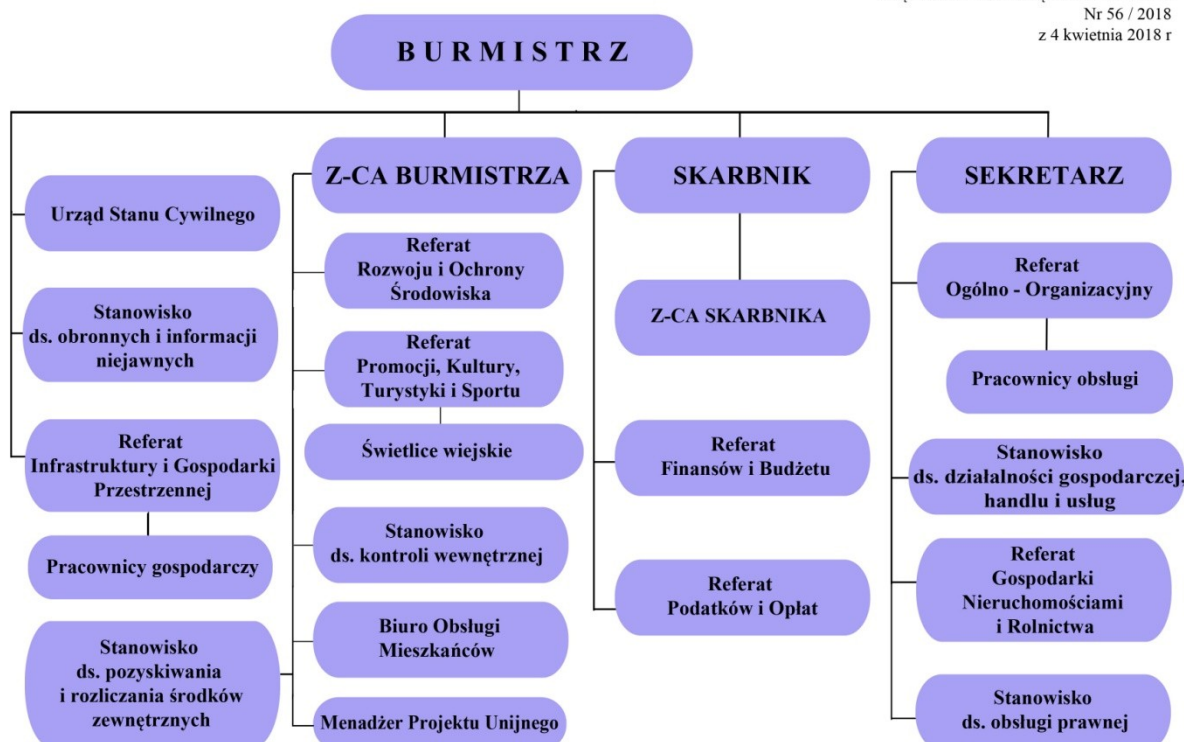 Nr 56 / 2018
z 4 kwietnia 2018 r
B U R M I S T R Z
Urząd Stanu Cywilnego
Stanowisko
ds. obronnych i informacji
niejawnych
Referat
Infrastruktury i Gospodarki
Przestrzennej
Pracownicy gospodarczy
Stanowisko
ds. pozyskiwania
i rozliczania środków
zewnętrznych
Z-CA BURMISTRZA
Referat
Rozwoju i Ochrony
Środowiska
Referat
Promocji, Kultury,
Turystyki i Sportu
Świetlice wiejskie
Stanowisko
ds. kontroli wewnętrznej
Biuro Obsługi
Mieszkańców
Menadżer Projektu Unijnego
SKARBNIK
Z-CA SKARBNIKA
Referat
Finansów i Budżetu
Referat
Podatków i Opłat
SEKRETARZ
Referat
Ogólno - Organizacyjny
Pracownicy obsługi
Stanowisko
ds. działalności gospodarczej,
handlu i usług
Referat
Gospodarki
Nieruchomościami
i Rolnictwa
Stanowisko
ds. obsługi prawnej